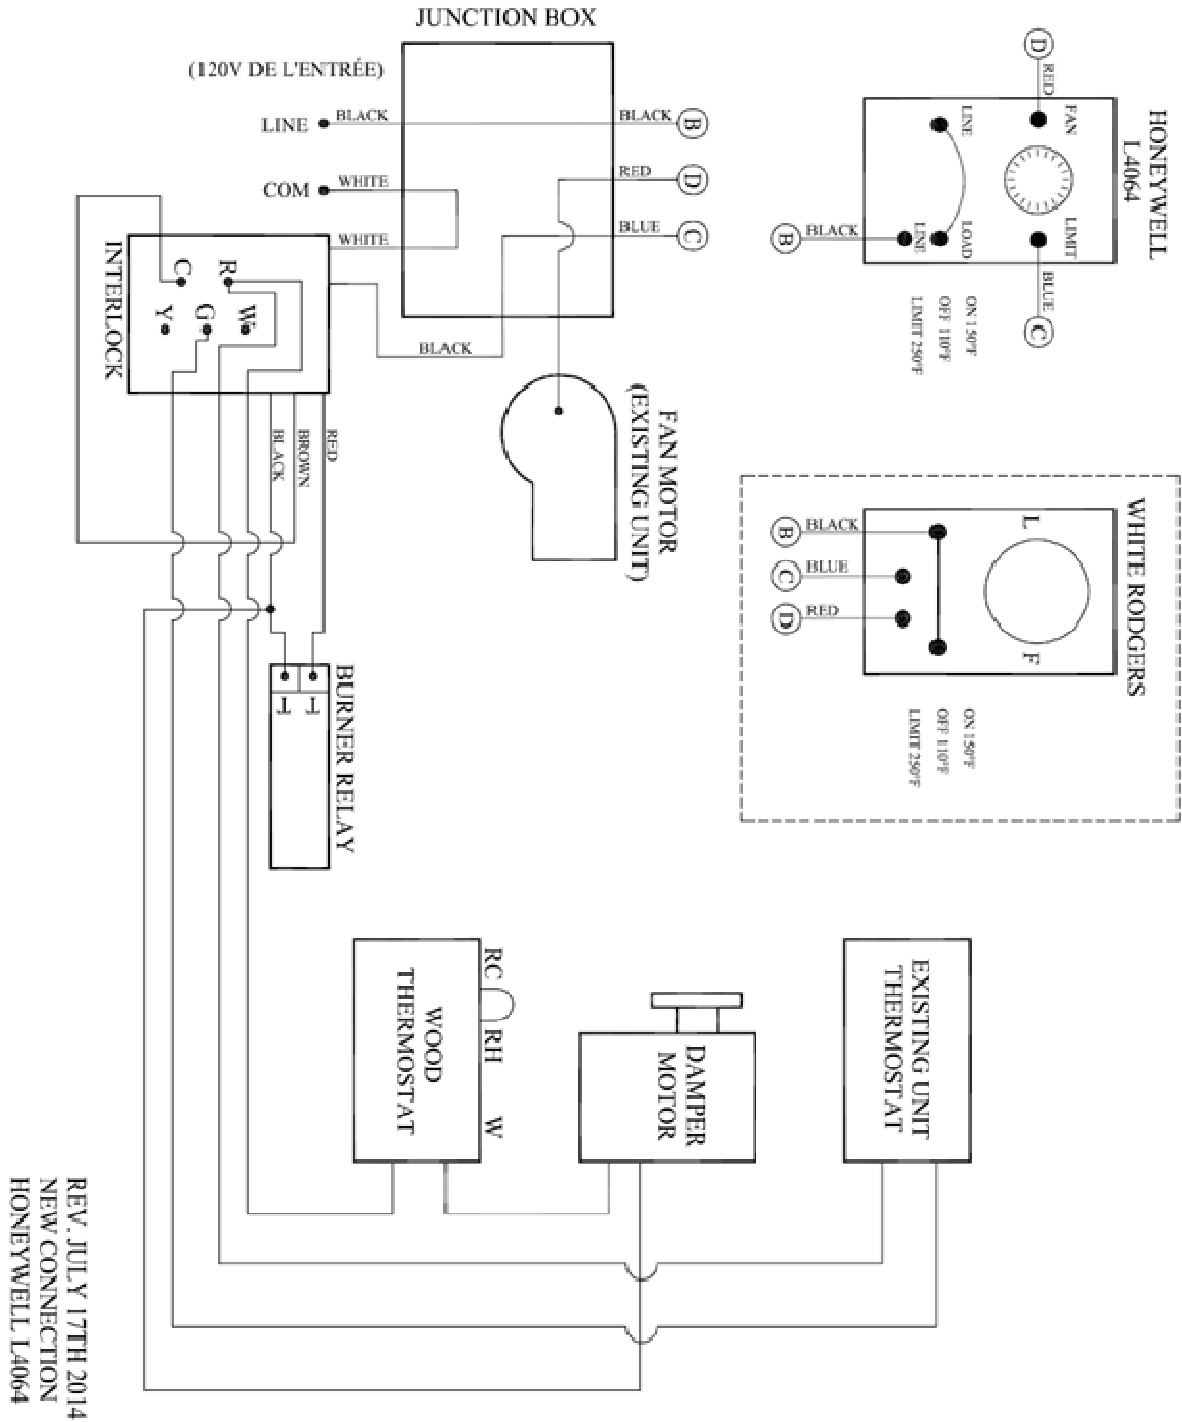 JUNCTION BOX
(120V DE L'ENTRÉE)
LINE
BLACK
BLACK
B
COM
WHITE
RED
D
WHITE
BLUE
C
BLACK
INTERLOCK
C
R
Y
G
W
BLACK
BROWN
RED
FAN MOTOR
(EXISTING UNIT)
BURNER RELAY
T
T
HONEYWELL
L4064
D
RED
FAN
LINE
LIMIT
LOAD
LINE
B
BLACK
BLUE
C
ON 150°F
OFF 110°F
LIMIT 250°F
WHITE RODGERS
L
F
B
BLACK
C
BLUE
D
RED
ON 150°F
OFF 110°F
LIMIT 250°F
WOOD
THERMOSTAT
RC
RH
W
DAMPER
MOTOR
EXISTING UNIT
THERMOSTAT
REV. JULY 17TH 2014
NEW CONNECTION
HONEYWELL L4064